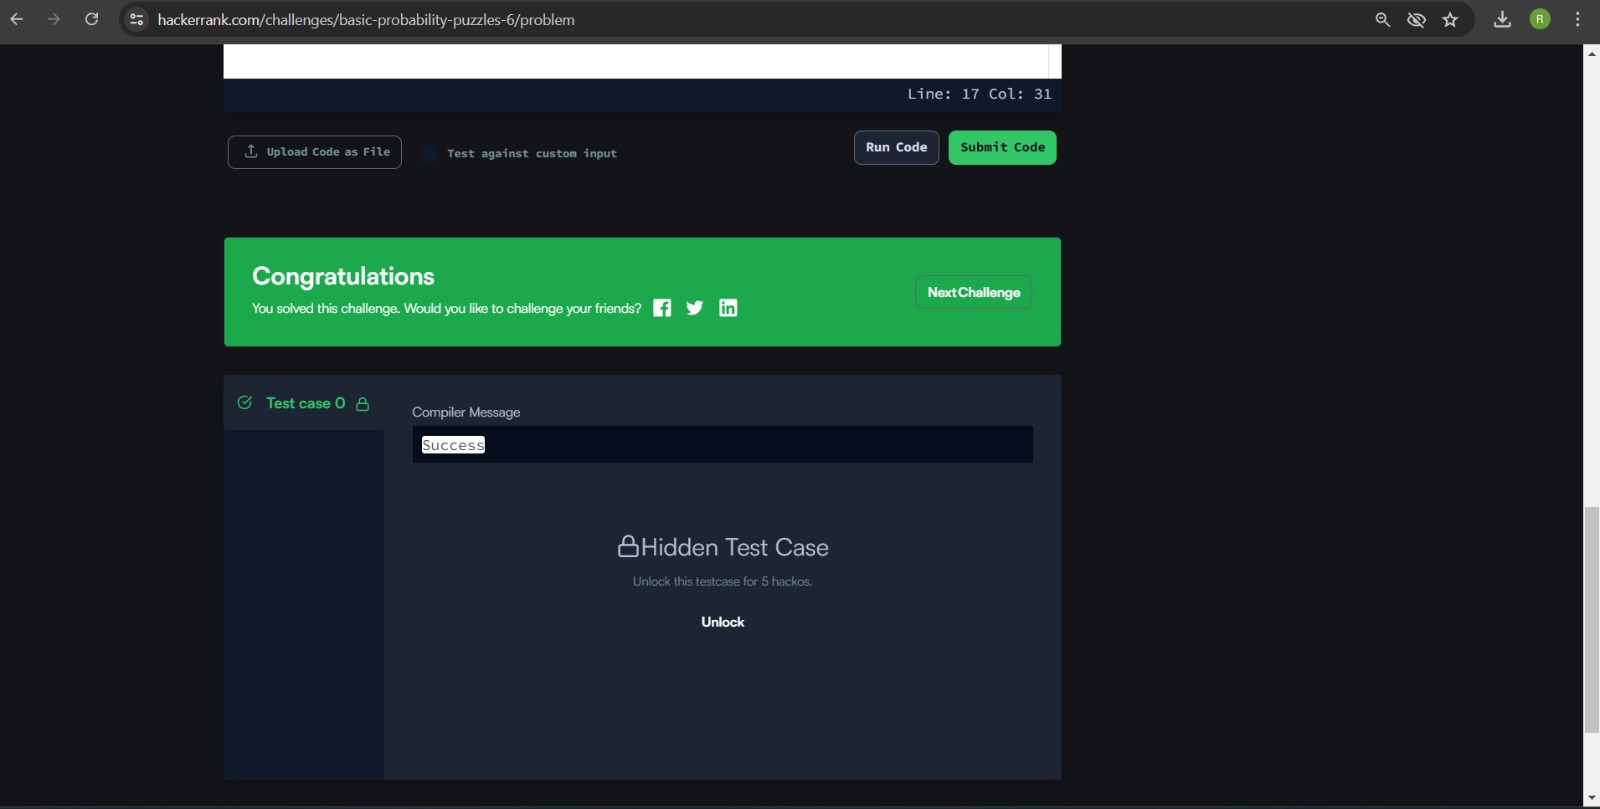 hackerrank.com/challenges/basic-probability-puzzles-6/problem
R
Line: 17 Col: 31
Upload Code as File
Test against custom input
Run Code
Submit Code
Congratulations
You solved this challenge. Would you like to challenge your friends?
Next Challenge
Test case 0
Compiler Message
Success
Hidden Test Case
Unlock this testcase for 5 hackos.
Unlock